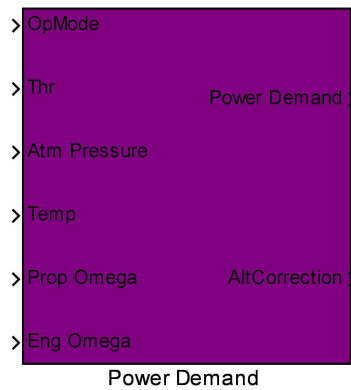 OpMode
Thr
Power Demand
Atm Pressure
Temp
Prop Omega
AltCorrection
Eng Omega
Power Demand